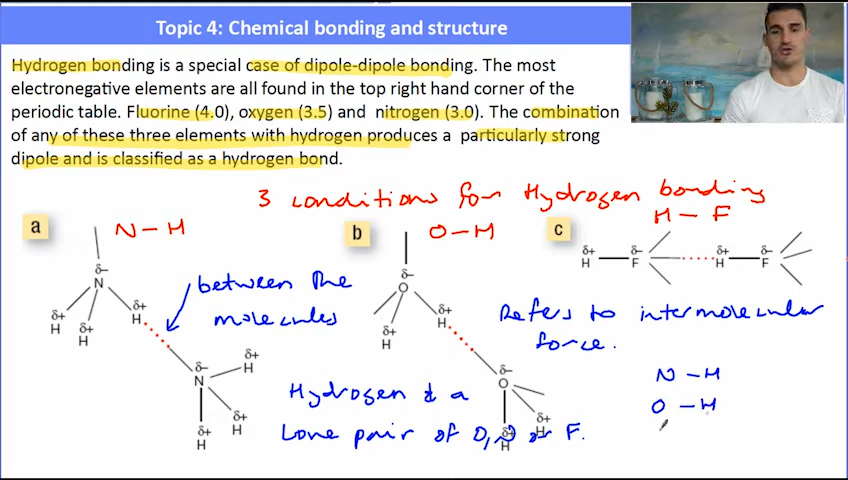 Topic 4: Chemical bonding and structure
Hydrogen bonding is a special case of dipole-dipole bonding. The most
electronegative elements are all found in the top right hand corner of the
periodic table. Fluorine (4.0), oxygen (3.5) and nitrogen (3.0). The combination
of any of these three elements with hydrogen produces a particularly strong
dipole and is classified as a hydrogen bond.
3 conditions for Hydrogen bonding
a N-H b O-H c H-F
δ- N δ+ H δ+ H δ+ H
δ- N δ+ H δ+ H δ+ H
between the
molecules
δ- O δ+ H δ+ H
δ- O δ+ H δ+ H
δ+ H δ- F δ+ H δ- F
Refers to intermolecular
force.
Hydrogen & a
Lone pair of O, or F.
N-H
O-H